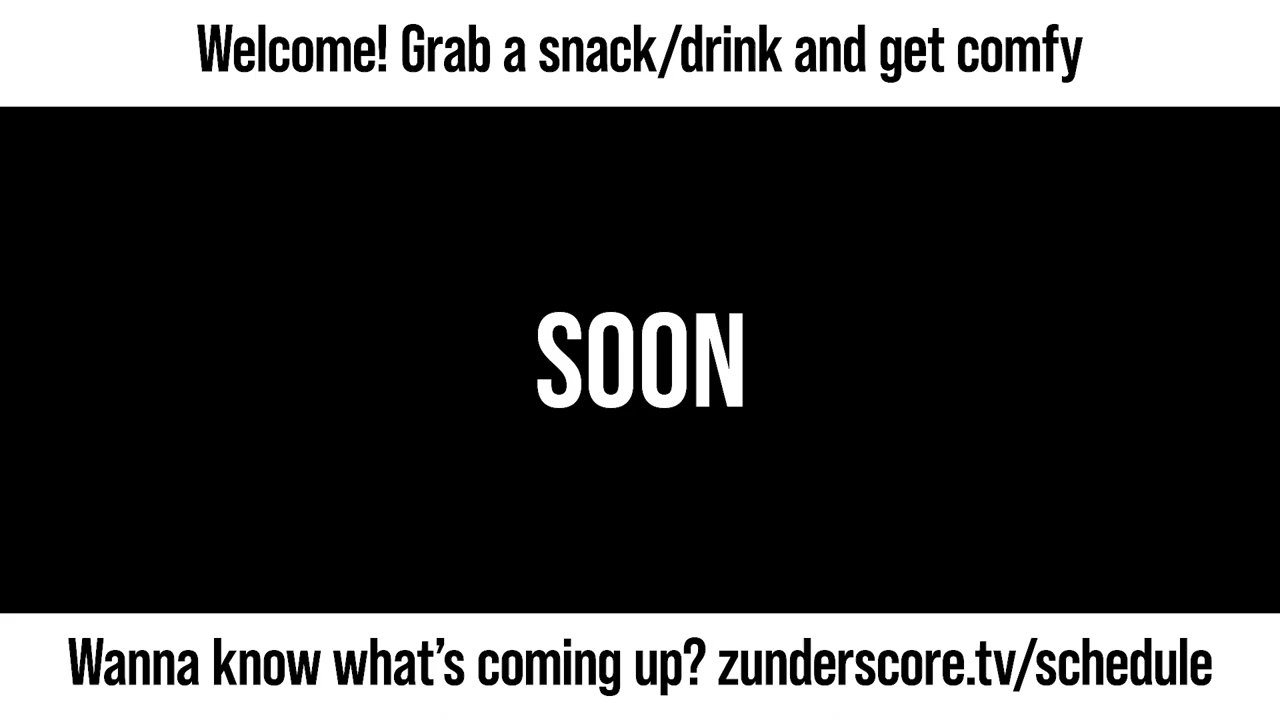 Welcome! Grab a snack/drink and get comfy
SOON
Wanna know what’s coming up? zunderscore.tv/schedule